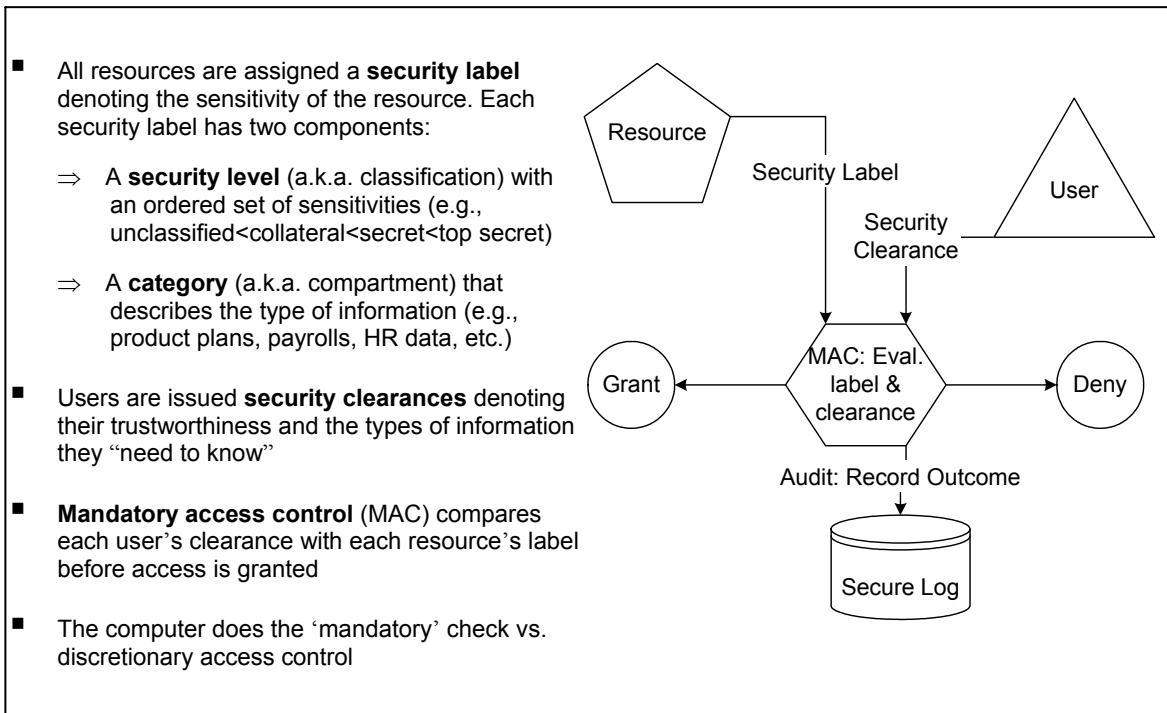 ▪ All resources are assigned a security label
denoting the sensitivity of the resource. Each
security label has two components:
⇒ A security level (a.k.a. classification) with
an ordered set of sensitivities (e.g.,
unclassified<collateral<secret<top secret)
⇒ A category (a.k.a. compartment) that
describes the type of information (e.g.,
product plans, payrolls, HR data, etc.)
▪ Users are issued security clearances denoting
their trustworthiness and the types of information
they “need to know”
▪ Mandatory access control (MAC) compares
each user’s clearance with each resource’s label
before access is granted
▪ The computer does the ‘mandatory’ check vs.
discretionary access control
Resource
Security Label
User
Security
Clearance
MAC: Eval.
label &
clearance
Grant
Deny
Audit: Record Outcome
Secure Log